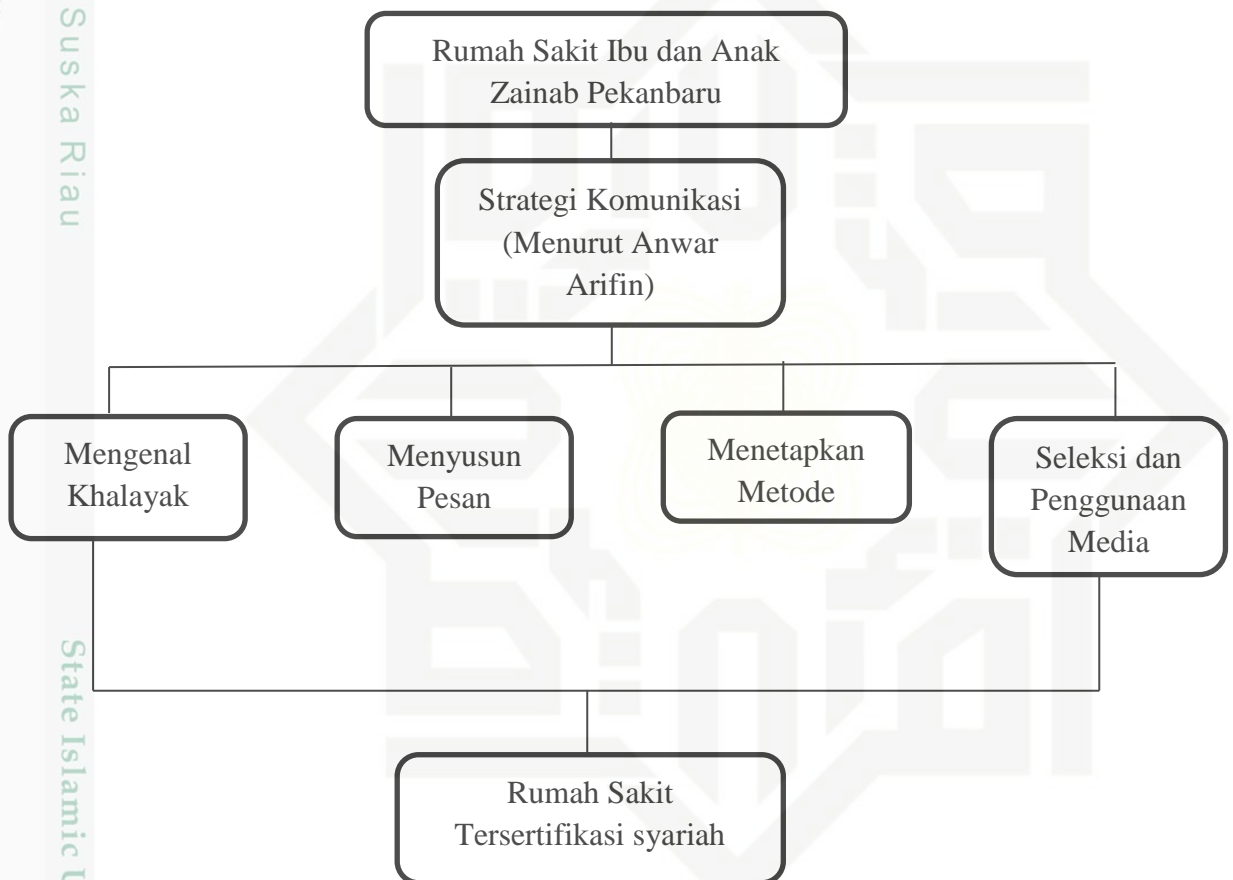 Suska Riau
State Islamic U
Rumah Sakit Ibu dan Anak
Zainab Pekanbaru
Strategi Komunikasi
(Menurut Anwar
Arifin)
Mengenal
Khalayak
Menyusun
Pesan
Menetapkan
Metode
Seleksi dan
Penggunaan
Media
Rumah Sakit
Tersertifikasi syariah